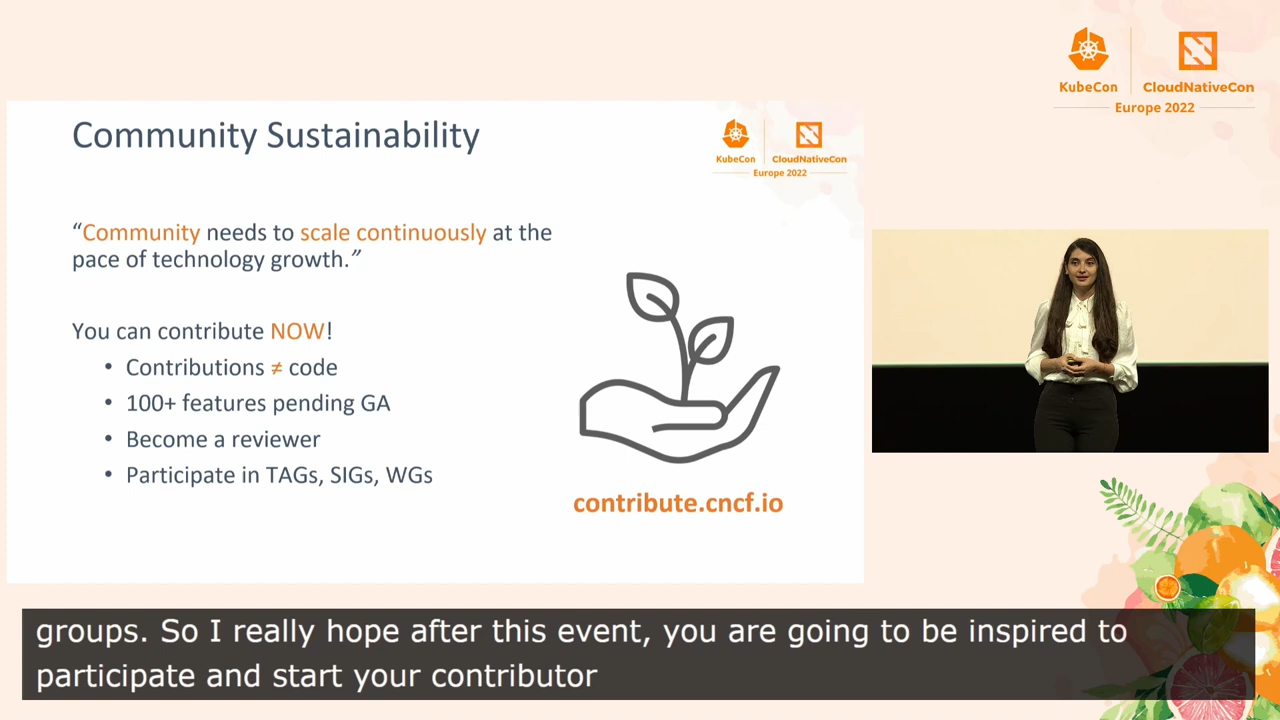 KubeCon
CloudNativeCon
Europe 2022
Community Sustainability
KubeCon
CloudNativeCon
Europe 2022
“Community needs to scale continuously at the
pace of technology growth.”
You can contribute NOW!
• Contributions ≠ code
• 100+ features pending GA
• Become a reviewer
• Participate in TAGs, SIGs, WGs
contribute.cncf.io
groups. So I really hope after this event, you are going to be inspired to
participate and start your contributor